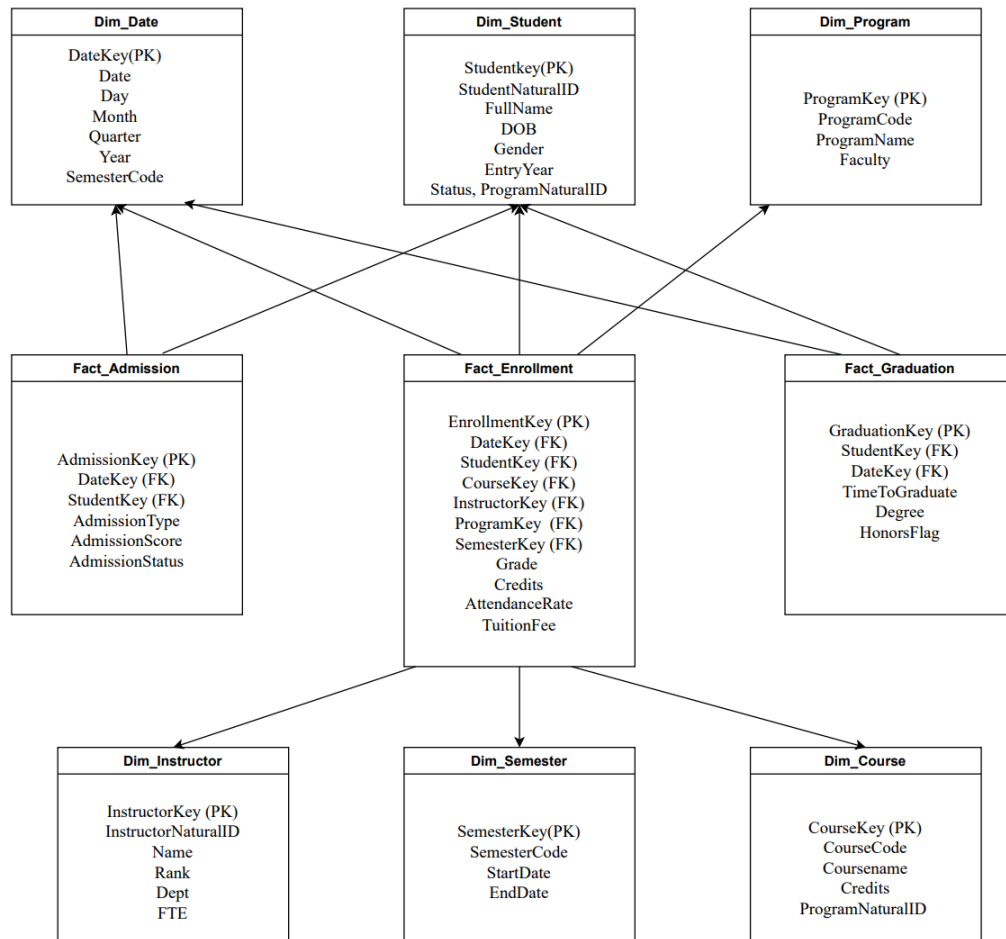 Dim_Date
DateKey(PK)
Date
Day
Month
Quarter
Year
SemesterCode
Dim_Student
Studentkey(PK)
StudentNaturalID
FullName
DOB
Gender
EntryYear
Status, ProgramNaturalID
Dim_Program
ProgramKey (PK)
ProgramCode
ProgramName
Faculty
Fact_Admission
AdmissionKey (PK)
DateKey (FK)
StudentKey (FK)
AdmissionType
AdmissionScore
AdmissionStatus
Fact_Enrollment
EnrollmentKey (PK)
DateKey (FK)
StudentKey (FK)
CourseKey (FK)
InstructorKey (FK)
ProgramKey (FK)
SemesterKey (FK)
Grade
Credits
AttendanceRate
TuitionFee
Fact_Graduation
GraduationKey (PK)
StudentKey (FK)
DateKey (FK)
TimeToGraduate
Degree
HonorsFlag
Dim_Instructor
InstructorKey (PK)
InstructorNaturalID
Name
Rank
Dept
FTE
Dim_Semester
SemesterKey(PK)
SemesterCode
StartDate
EndDate
Dim_Course
CourseKey (PK)
CourseCode
Coursename
Credits
ProgramNaturalID